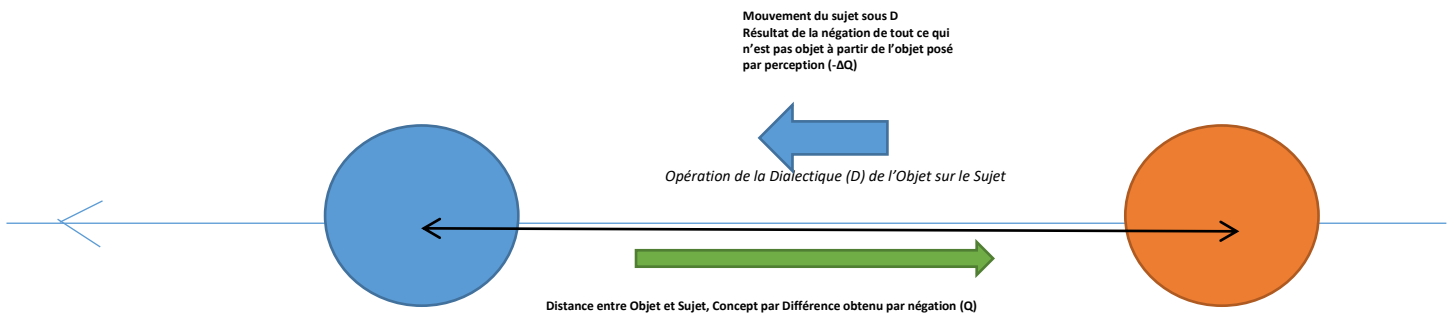 Mouvement du sujet sous D
Résultat de la négation de tout ce qui
n’est pas objet à partir de l’objet posé
par perception (-ΔQ)
Opération de la Dialectique (D) de l’Objet sur le Sujet
Distance entre Objet et Sujet, Concept par Différence obtenu par négation (Q)